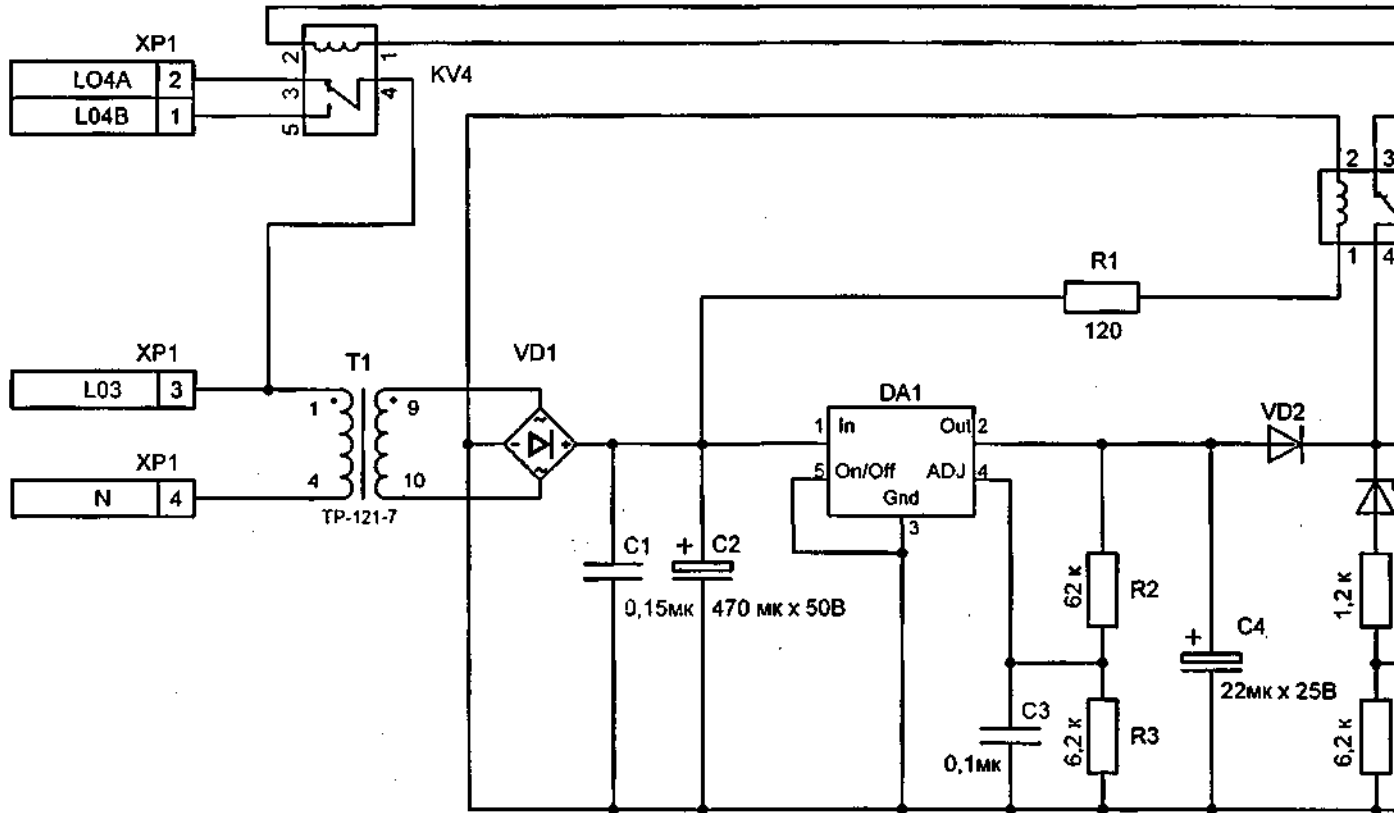 XP1
LO4A 2
L04B 1
2 1
3 4
5
KV4
2 3
1 4
R1
120
XP1
L03 3
XP1
N 4
T1
1 9
4 10
TP-121-7
VD1
~
- +
~
DA1
1 In Out 2
5 On/Off ADJ 4
Gnd
3
VD2
C1
0,15мк
+ C2
470 мк x 50В
62 к R2
C3
0,1мк
6,2 к R3
+ C4
22мк x 25В
1,2 к
6,2 к